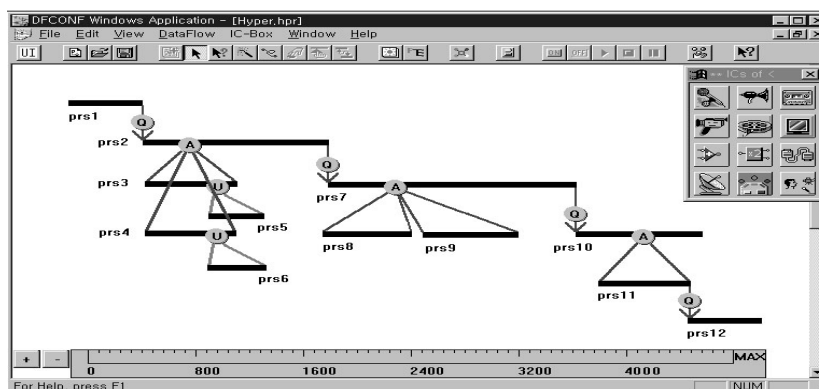 DFCONF Windows Application - [Hyper.hpr]
File Edit View DataFlow IC-Box Window Help
UI ON OFF
** ICs of <
prs1
Q
prs2 A
Q
prs3 U
prs7 A
prs5
Q
prs4 U
prs8 prs9 prs10 A
prs6
prs11
Q
prs12
+ - MAX
0 800 1600 2400 3200 4000
For Help, press F1 NUM